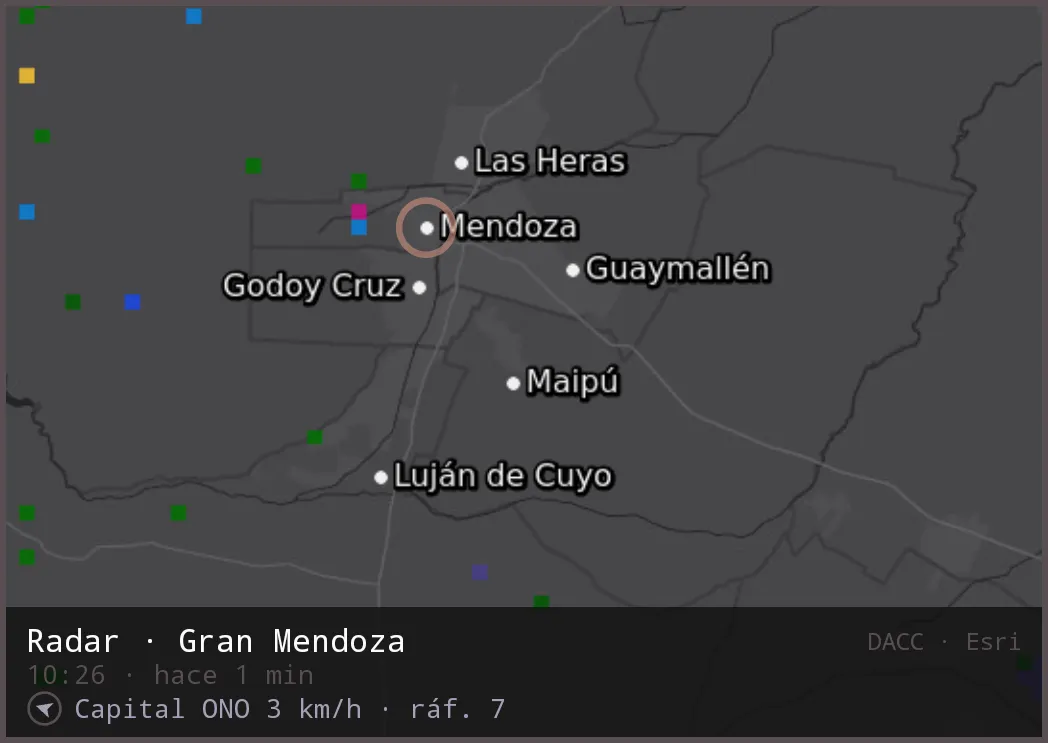 Las Heras
Mendoza
Guaymallén
Godoy Cruz
Maipú
Luján de Cuyo
Radar · Gran Mendoza
DACC · Esri
10:26 · hace 1 min
Capital ONO 3 km/h · ráf. 7